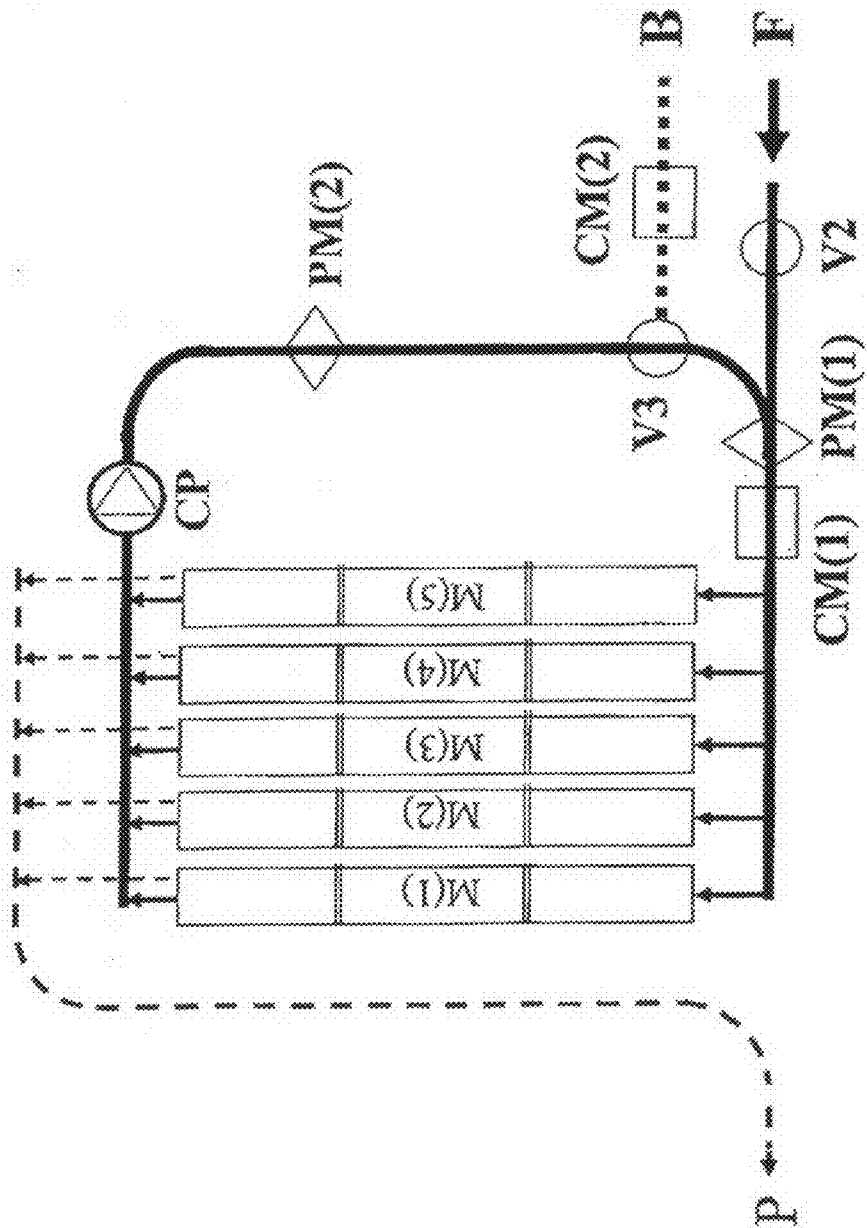 B
F
CM(2)
V2
PM(2)
V3
PM(1)
CP
CM(1)
M(5)
M(4)
M(3)
M(2)
M(1)
P